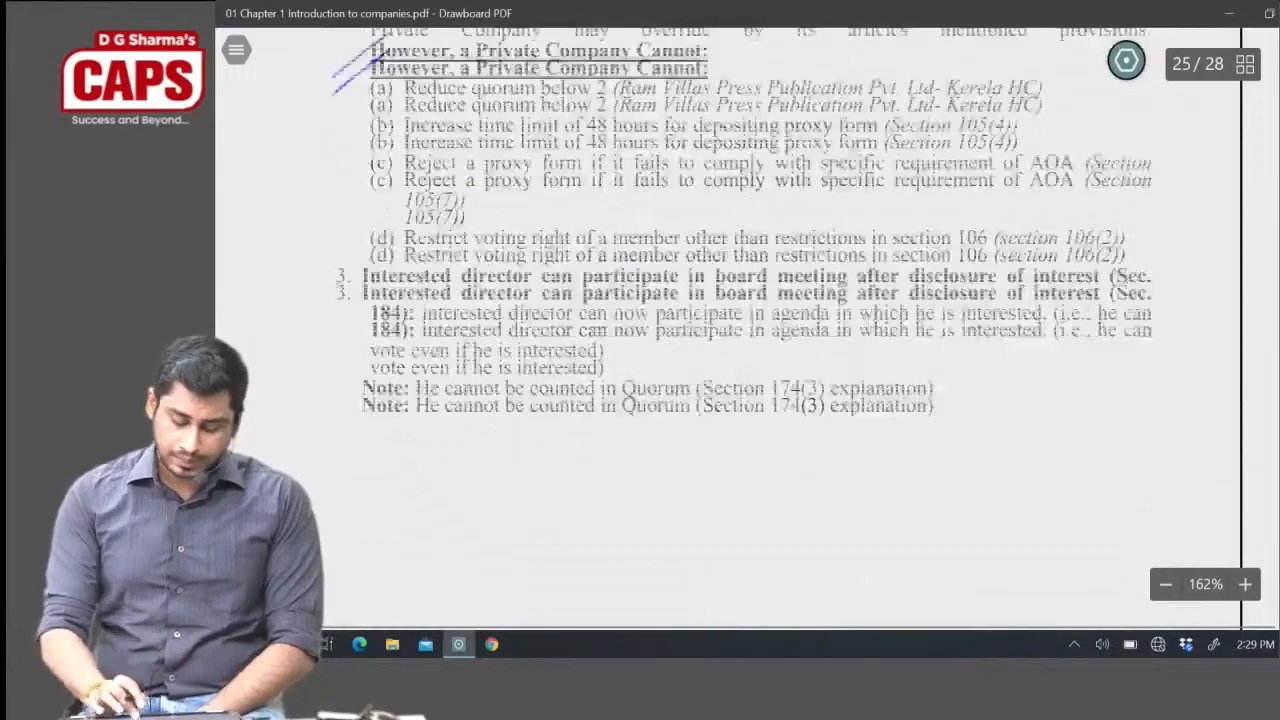 01 Chapter 1 Introduction to companies.pdf - Drawboard PDF
D G Sharma's
CAPS
Success and Beyond...
25 / 28
Private Company may override by its articles mentioned provisions.
However, a Private Company Cannot:
However, a Private Company Cannot:
(a) Reduce quorum below 2 (Ram Villas Press Publication Pvt. Ltd- Kerela HC)
(a) Reduce quorum below 2 (Ram Villas Press Publication Pvt. Ltd- Kerela HC)
(b) Increase time limit of 48 hours for depositing proxy form (Section 105(4))
(b) Increase time limit of 48 hours for depositing proxy form (Section 105(4))
(c) Reject a proxy form if it fails to comply with specific requirement of AOA (Section
(c) Reject a proxy form if it fails to comply with specific requirement of AOA (Section
105(7))
105(7))
(d) Restrict voting right of a member other than restrictions in section 106 (section 106(2))
(d) Restrict voting right of a member other than restrictions in section 106 (section 106(2))
3. Interested director can participate in board meeting after disclosure of interest (Sec.
3. Interested director can participate in board meeting after disclosure of interest (Sec.
184): interested director can now participate in agenda in which he is interested. (i.e., he can
184): interested director can now participate in agenda in which he is interested. (i.e., he can
vote even if he is interested)
vote even if he is interested)
Note: He cannot be counted in Quorum (Section 174(3) explanation)
Note: He cannot be counted in Quorum (Section 174(3) explanation)
162%
2:29 PM